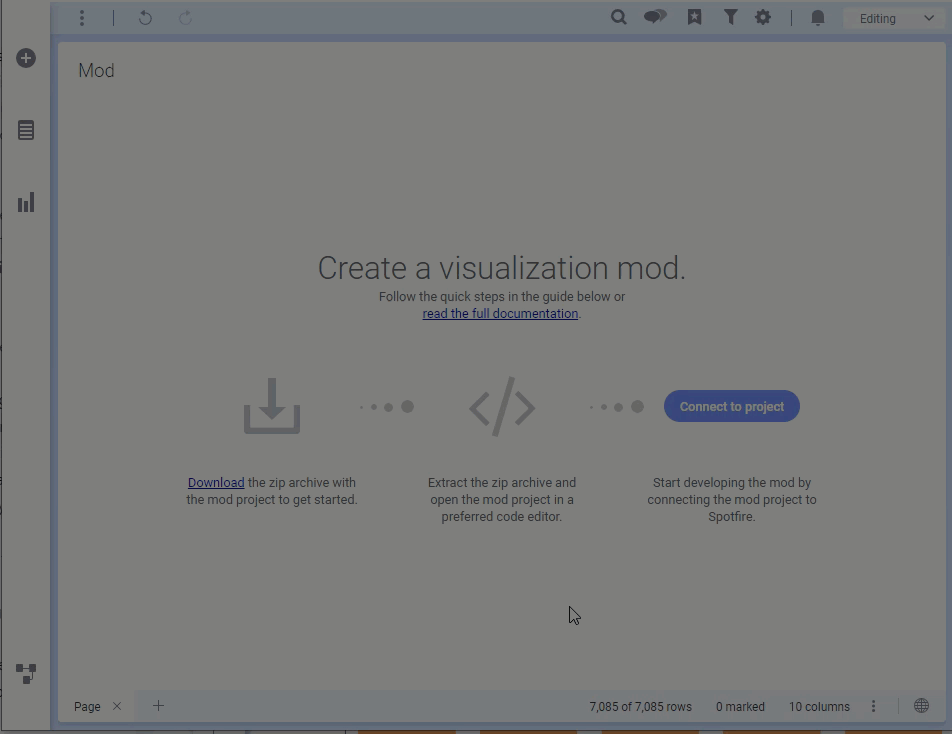 Editing
Mod
Create a visualization mod.
Follow the quick steps in the guide below or
read the full documentation.
Connect to project
Download the zip archive with
the mod project to get started.
Extract the zip archive and
open the mod project in a
preferred code editor.
Start developing the mod by
connecting the mod project to
Spotfire.
Page
7,085 of 7,085 rows
0 marked
10 columns